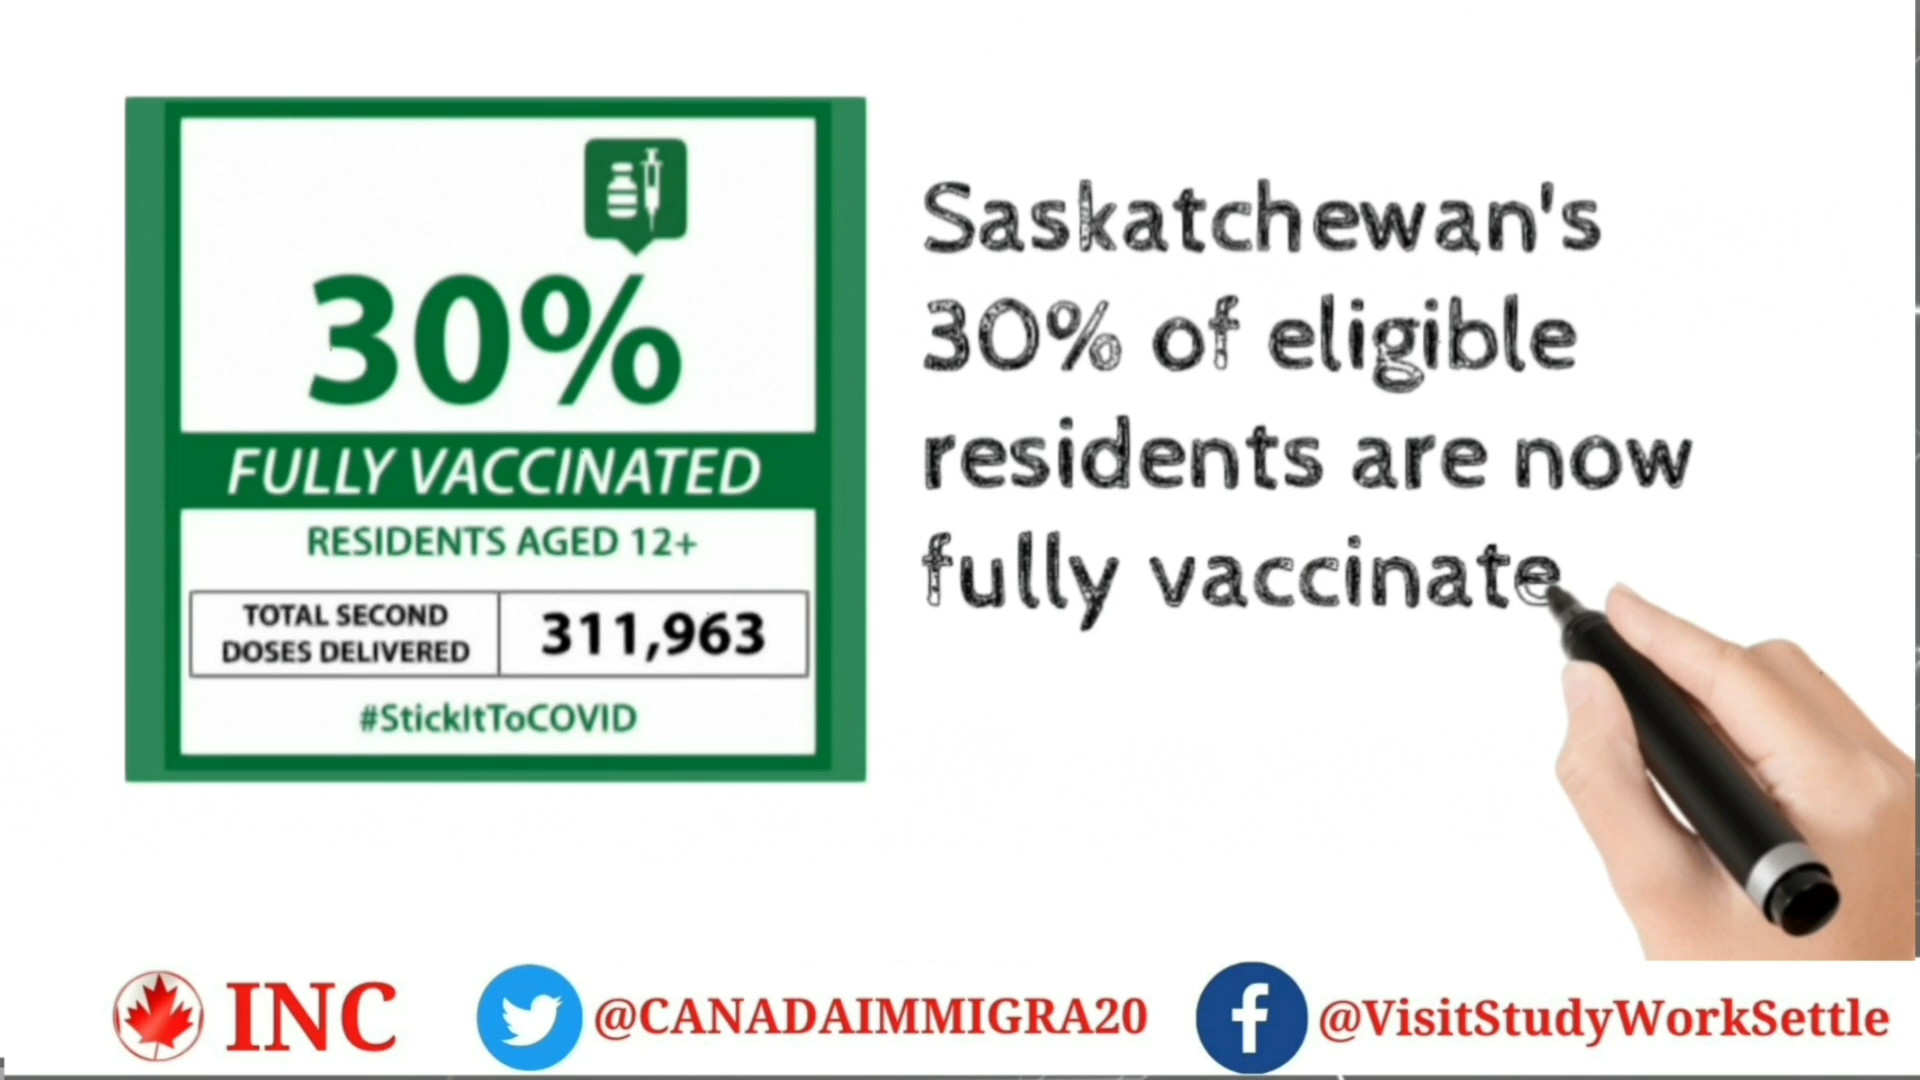 30%
FULLY VACCINATED
RESIDENTS AGED 12+
TOTAL SECOND
DOSES DELIVERED
311,963
#StickItToCOVID
Saskatchewan's
30% of eligible
residents are now
fully vaccinate
INC
@CANADAIMMIGRA20
@VisitStudyWorkSettle